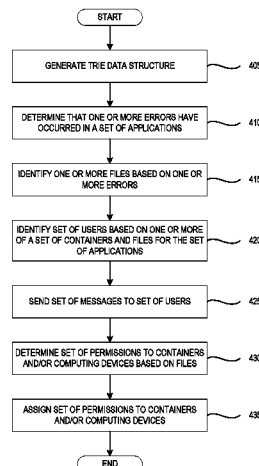 START
GENERATE TRIE DATA STRUCTURE
405
DETERMINE THAT ONE OR MORE ERRORS HAVE
OCCURRED IN A SET OF APPLICATIONS
410
IDENTIFY ONE OR MORE FILES BASED ON ONE OR
MORE ERRORS
415
IDENTIFY SET OF USERS BASED ON ONE OR MORE
OF A SET OF CONTAINERS AND FILES FOR THE SET
OF APPLICATIONS
420
SEND SET OF MESSAGES TO SET OF USERS
425
DETERMINE SET OF PERMISSIONS TO CONTAINERS
AND/OR COMPUTING DEVICES BASED ON FILES
430
ASSIGN SET OF PERMISSIONS TO CONTAINERS
AND/OR COMPUTING DEVICES
435
END